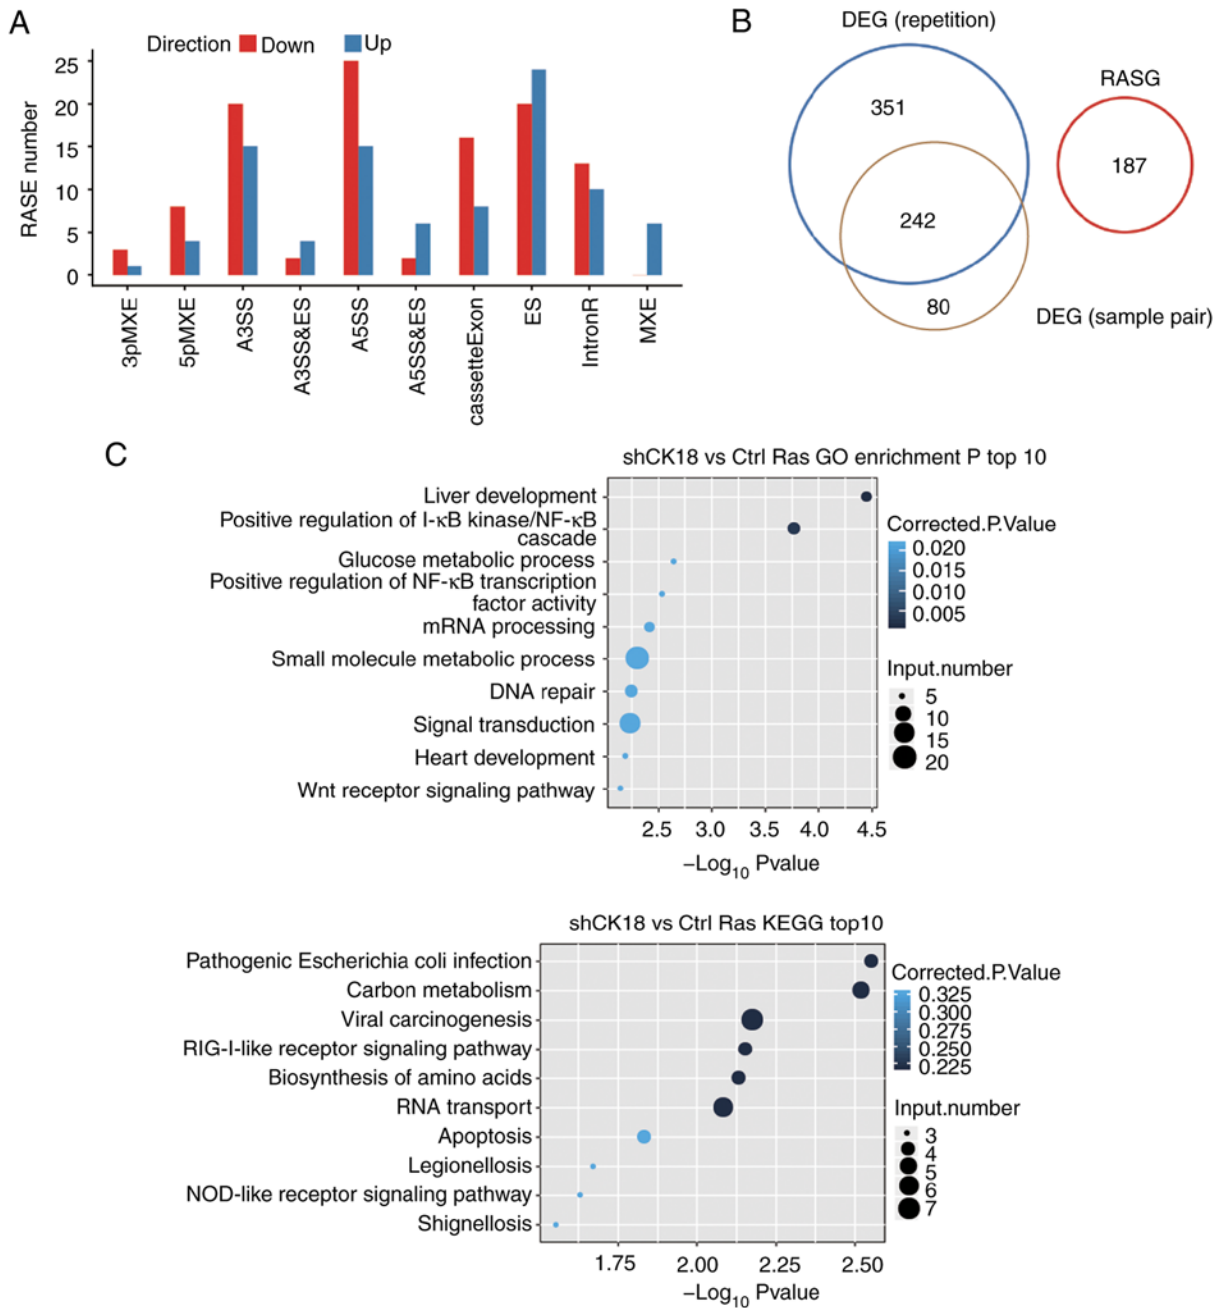 A
Direction Down Up
RASE number
25
20
15
10
5
0
3pMXE
5pMXE
A3SS
A3SS&ES
A5SS
A5SS&ES
cassetteExon
ES
IntronR
MXE
B
DEG (repetition)
351
242
80
DEG (sample pair)
RASG
187
C
shCK18 vs Ctrl Ras GO enrichment P top 10
Liver development
Positive regulation of I-κB kinase/NF-κB
cascade
Glucose metabolic process
Positive regulation of NF-κB transcription
factor activity
mRNA processing
Small molecule metabolic process
DNA repair
Signal transduction
Heart development
Wnt receptor signaling pathway
2.5 3.0 3.5 4.0 4.5
−Log10 Pvalue
Corrected.P.Value
0.020
0.015
0.010
0.005
Input.number
5
10
15
20
shCK18 vs Ctrl Ras KEGG top10
Pathogenic Escherichia coli infection
Carbon metabolism
Viral carcinogenesis
RIG-I-like receptor signaling pathway
Biosynthesis of amino acids
RNA transport
Apoptosis
Legionellosis
NOD-like receptor signaling pathway
Shignellosis
1.75 2.00 2.25 2.50
−Log10 Pvalue
Corrected.P.Value
0.325
0.300
0.275
0.250
0.225
Input.number
3
4
5
6
7